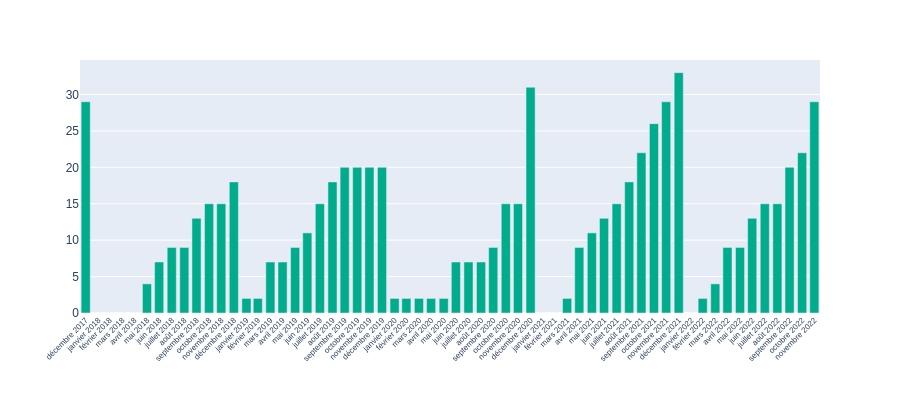 30
25
20
15
10
5
0
décembre 2017
janvier 2018
février 2018
mars 2018
avril 2018
mai 2018
juin 2018
juillet 2018
août 2018
septembre 2018
octobre 2018
novembre 2018
décembre 2018
janvier 2019
février 2019
mars 2019
avril 2019
mai 2019
juin 2019
juillet 2019
août 2019
septembre 2019
octobre 2019
novembre 2019
décembre 2019
janvier 2020
février 2020
mars 2020
avril 2020
mai 2020
juin 2020
juillet 2020
août 2020
septembre 2020
octobre 2020
novembre 2020
décembre 2020
janvier 2021
février 2021
mars 2021
avril 2021
mai 2021
juin 2021
juillet 2021
août 2021
septembre 2021
octobre 2021
novembre 2021
décembre 2021
janvier 2022
février 2022
mars 2022
avril 2022
mai 2022
juin 2022
juillet 2022
août 2022
septembre 2022
octobre 2022
novembre 2022